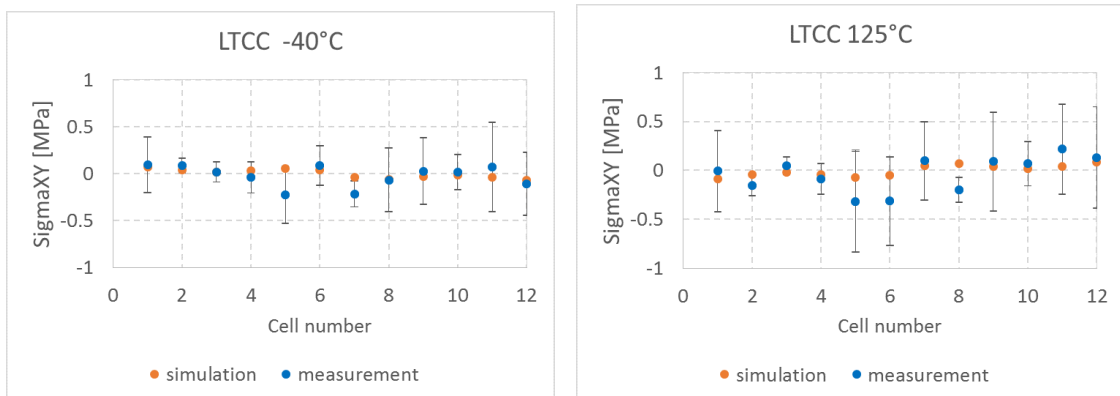 LTCC -40°C
1
0.5
0
-0.5
-1
SigmaXY [MPa]
0 2 4 6 8 10 12
Cell number
simulation measurement
LTCC 125°C
1
0.5
0
-0.5
-1
SigmaXY [MPa]
0 2 4 6 8 10 12
Cell number
simulation measurement